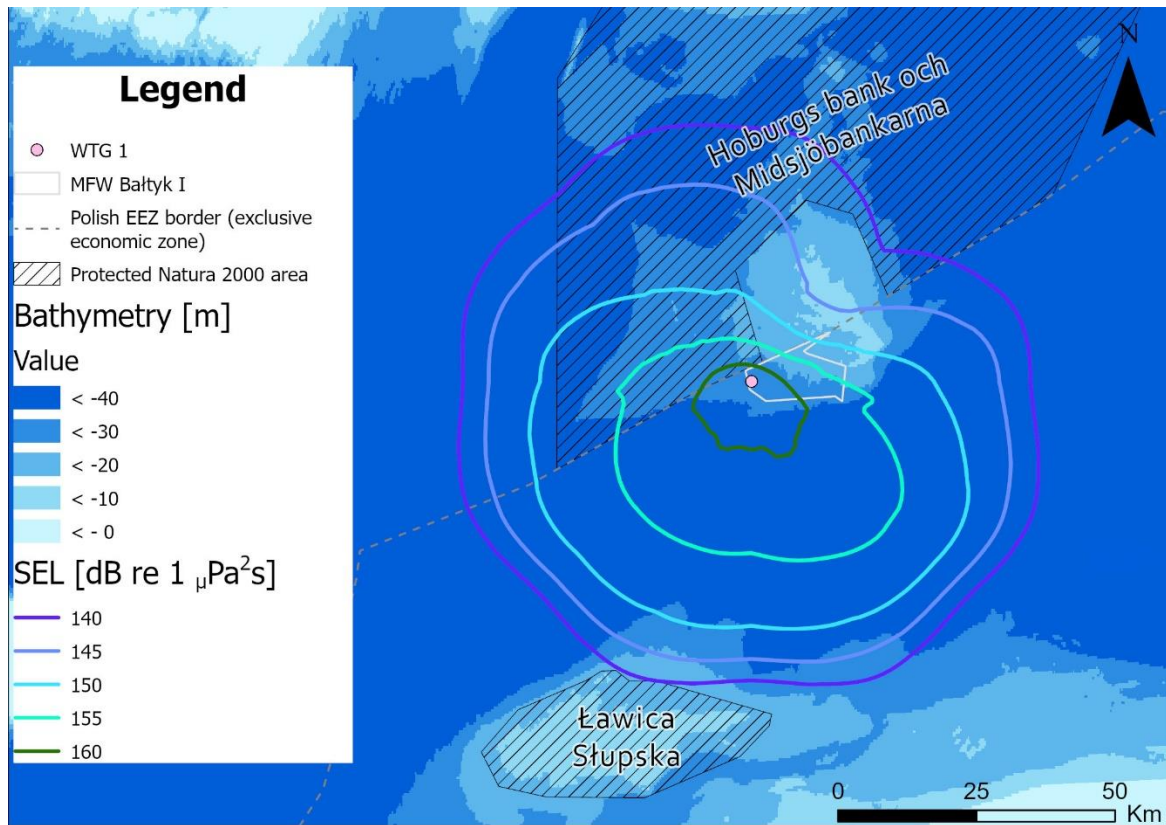 Legend
WTG 1
MFW Bałtyk I
Polish EEZ border (exclusive
economic zone)
Protected Natura 2000 area
Bathymetry [m]
Value
< -40
< -30
< -20
< -10
< - 0
SEL [dB re 1 μPa²s]
140
145
150
155
160
N
Hoburgs bank och
Midsjöbankarna
Ławica
Słupska
0 25 50
Km